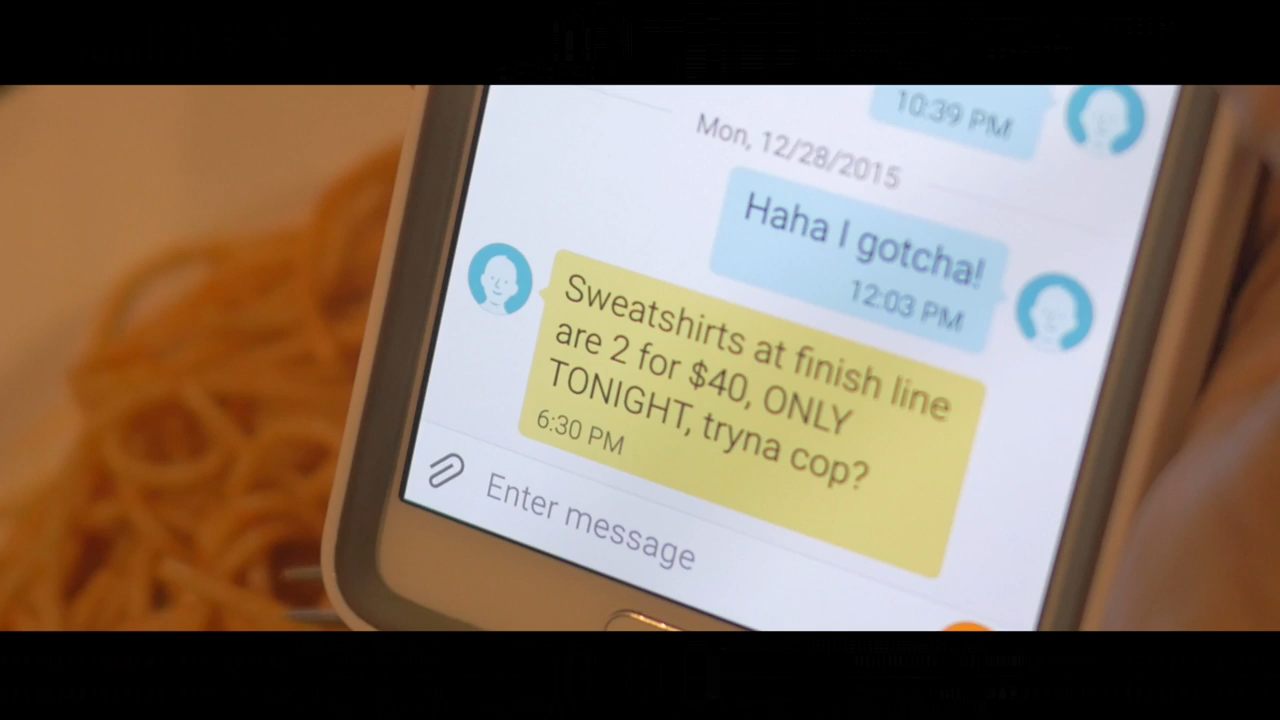 10:39 PM
Mon, 12/28/2015
Haha I gotcha!
12:03 PM
Sweatshirts at finish line
are 2 for $40, ONLY
TONIGHT, tryna cop?
6:30 PM
Enter message